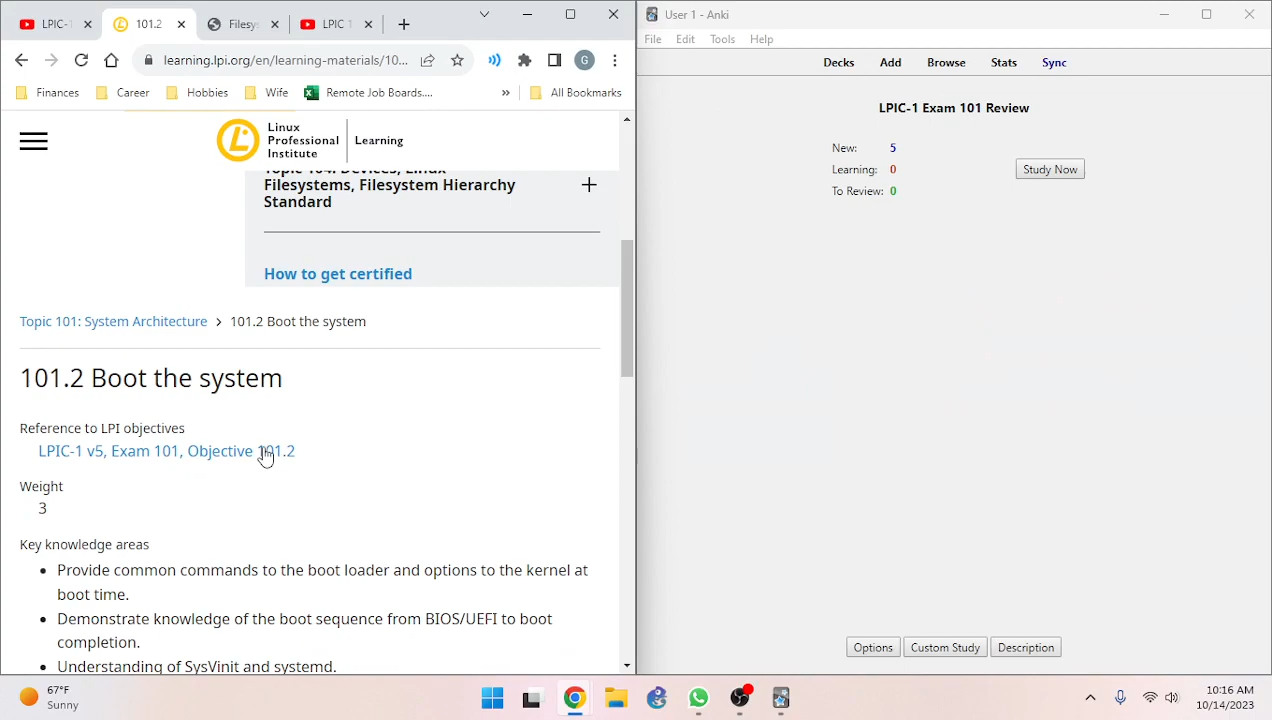 LPIC-
101.2
Filesy
LPIC 1
learning.lpi.org/en/learning-materials/10...
G
Finances
Career
Hobbies
Wife
Remote Job Boards....
»
All Bookmarks
Linux
Professional
Institute
Learning
Topic 104: Devices, Linux
Filesystems, Filesystem Hierarchy
Standard
+
How to get certified
Topic 101: System Architecture > 101.2 Boot the system
101.2 Boot the system
Reference to LPI objectives
LPIC-1 v5, Exam 101, Objective 101.2
Weight
3
Key knowledge areas
• Provide common commands to the boot loader and options to the kernel at
boot time.
• Demonstrate knowledge of the boot sequence from BIOS/UEFI to boot
completion.
• Understanding of SysVinit and systemd.
User 1 - Anki
File Edit Tools Help
Decks Add Browse Stats Sync
LPIC-1 Exam 101 Review
New: 5
Learning: 0
To Review: 0
Study Now
Options Custom Study Description
67°F
Sunny
10:16 AM
10/14/2023